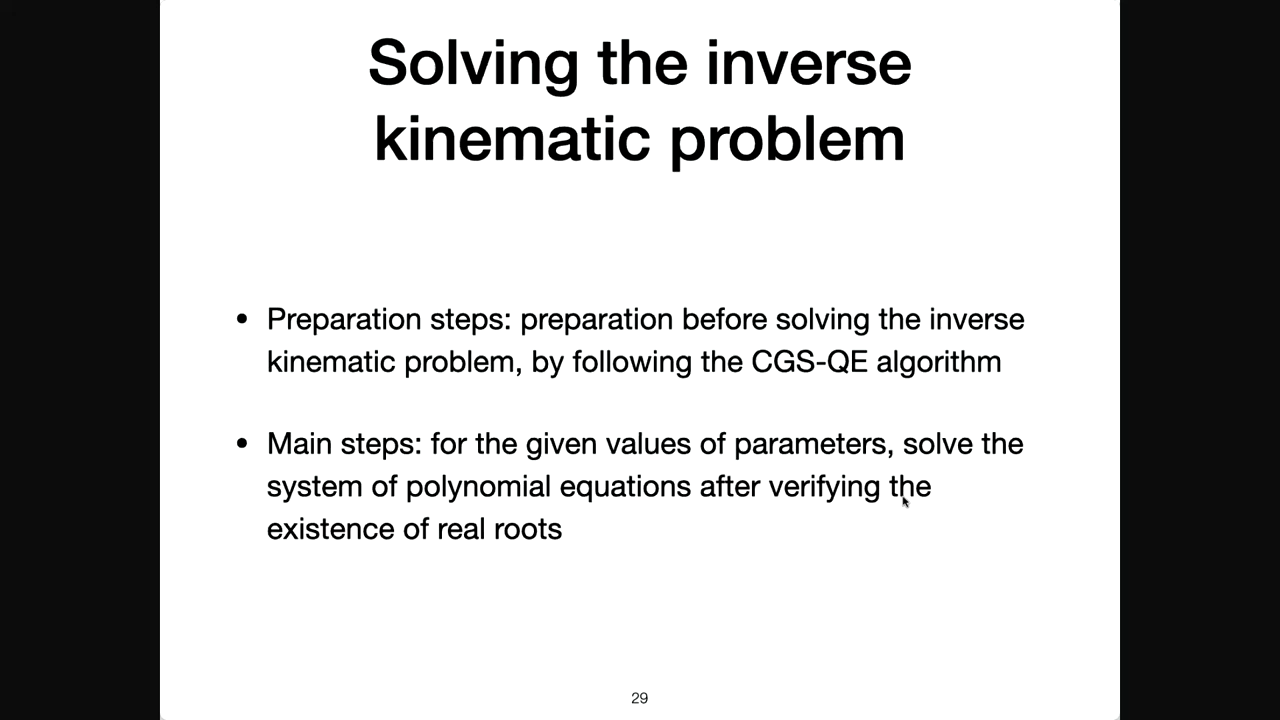 Solving the inverse
kinematic problem
• Preparation steps: preparation before solving the inverse
kinematic problem, by following the CGS-QE algorithm
• Main steps: for the given values of parameters, solve the
system of polynomial equations after verifying the
existence of real roots
29